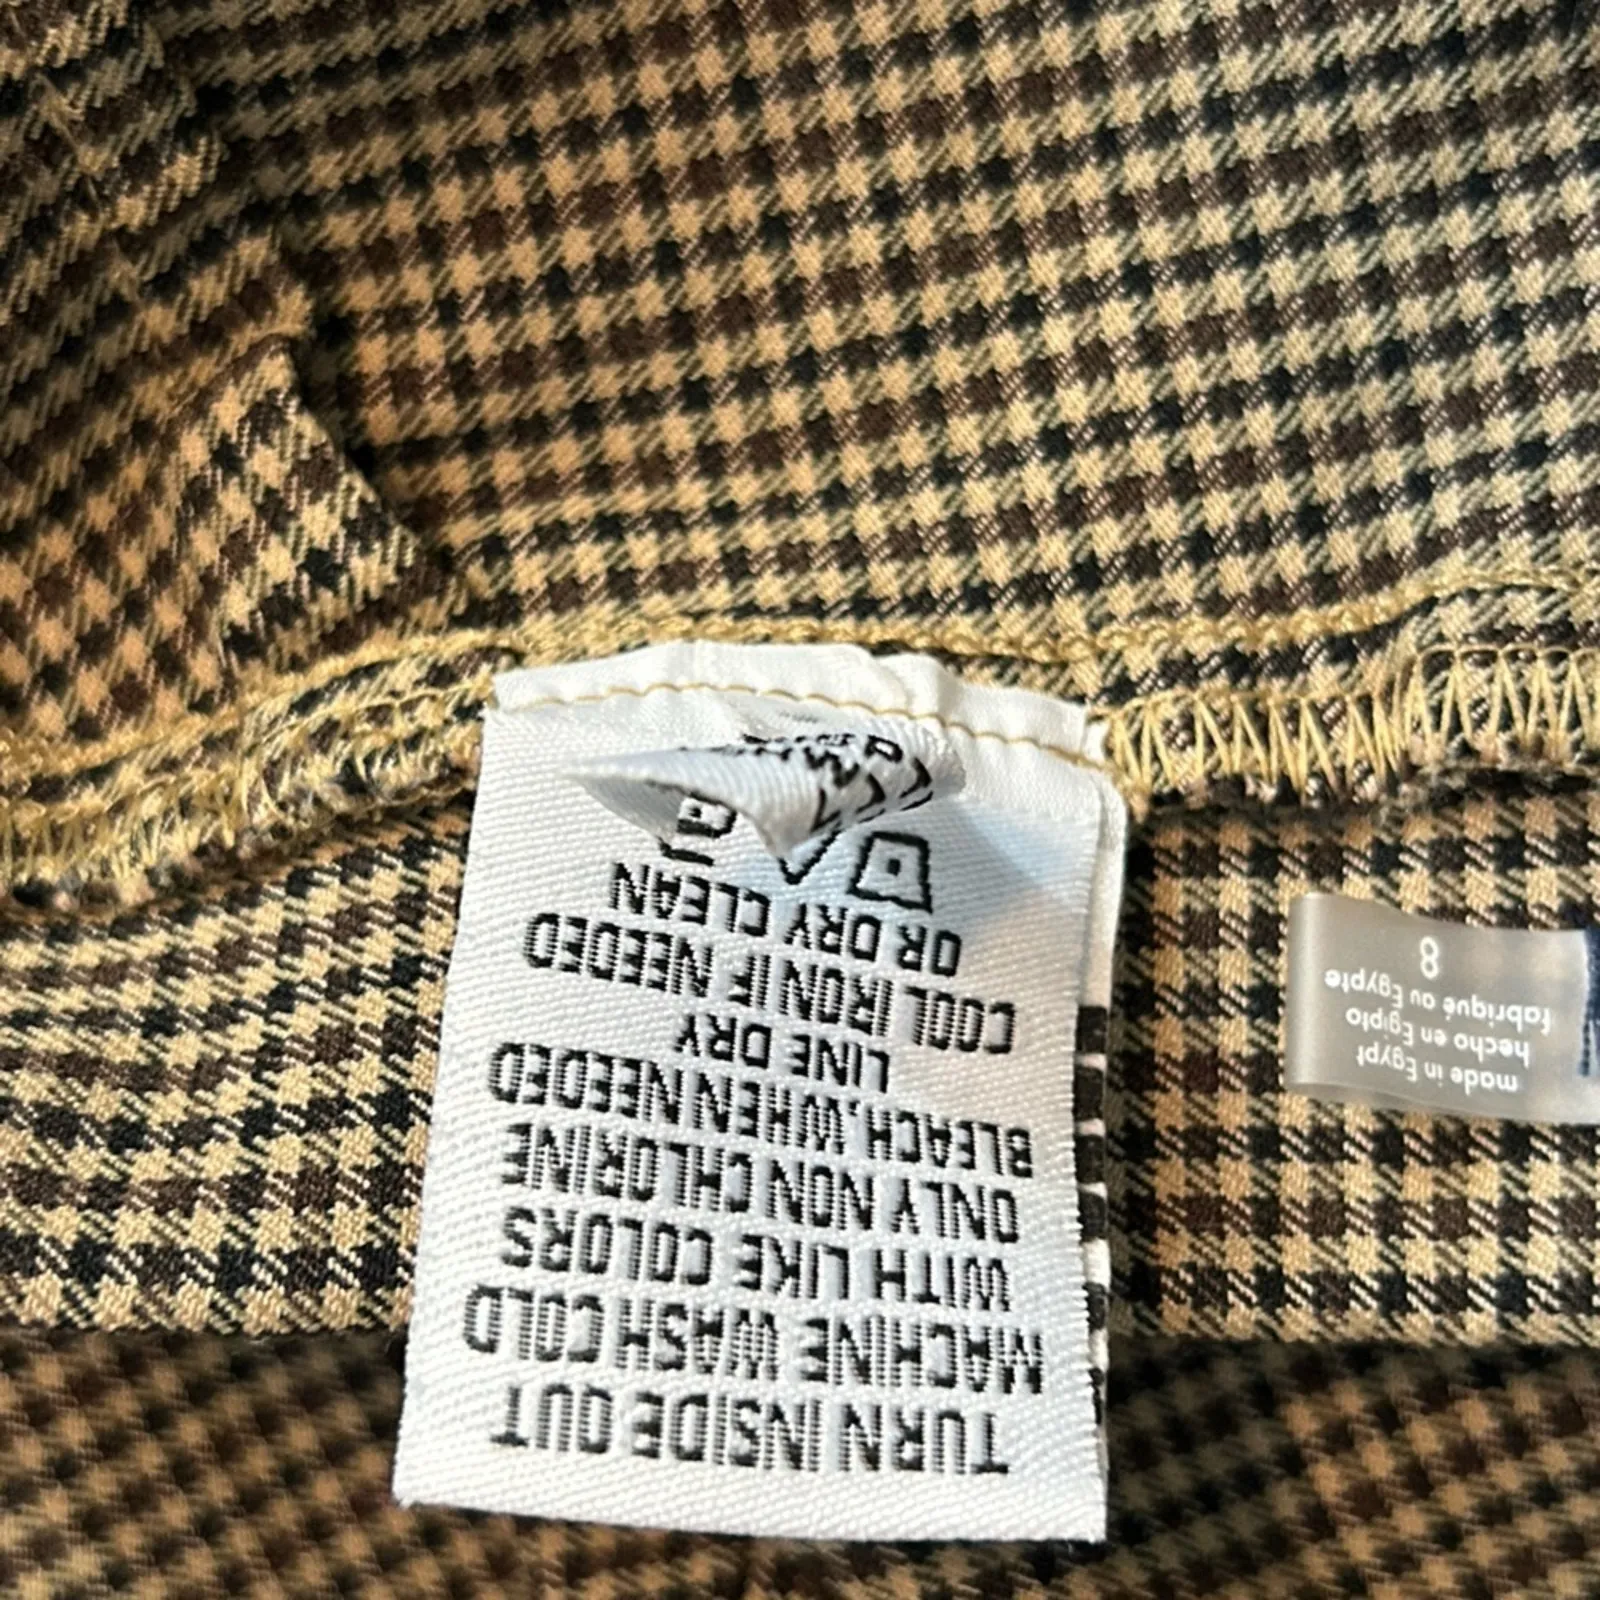 TURN INSIDE OUT
MACHINE WASH COLD
WITH LIKE COLORS
ONLY NON CHLORINE
BLEACH, WHEN NEEDED
LINE DRY
COOL IRON IF NEEDED
OR DRY CLEAN
made in Egypt
hecho en Egipto
fabriqué au Égypte
8